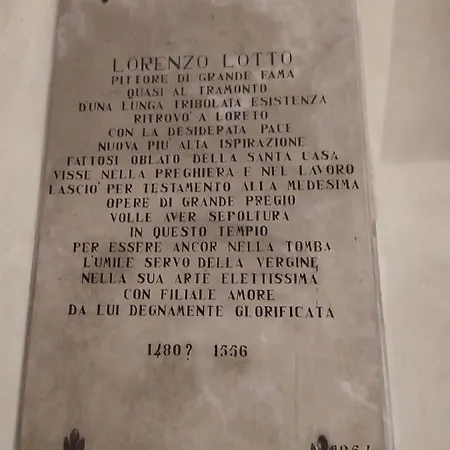 LORENZO LOTTO
PITTORE DI GRANDE FAMA
QUASI AL TRAMONTO
D'UNA LUNGA TRIBOLATA ESISTENZA
RITROVO' A LORETO
CON LA DESIDERATA PACE
NUOVA PIU' ALTA ISPIRAZIONE
FATTOSI OBLATO DELLA SANTA CASA
VISSE NELLA PREGHIERA E NEL LAVORO
LASCIO' PER TESTAMENTO ALLA MEDESIMA
OPERE DI GRANDE PREGIO
VOLLE AVER SEPOLTURA
IN QUESTO TEMPIO
PER ESSERE ANCOR NELLA TOMBA
L'UMILE SERVO DELLA VERGINE
NELLA SUA ARTE ELETTISSIMA
CON FILIALE AMORE
DA LUI DEGNAMENTE GLORIFICATA
1480? 1556